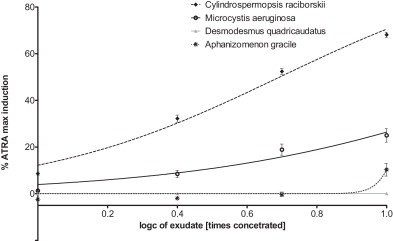 80
60
40
20
0
% ATRA max induction
Cylindrospermopsis raciborskii
Microcystis aeruginosa
Desmodesmus quadricaudatus
Aphanizomenon gracile
0.2 0.4 0.6 0.8 1.0
logc of exudate [times concetrated]